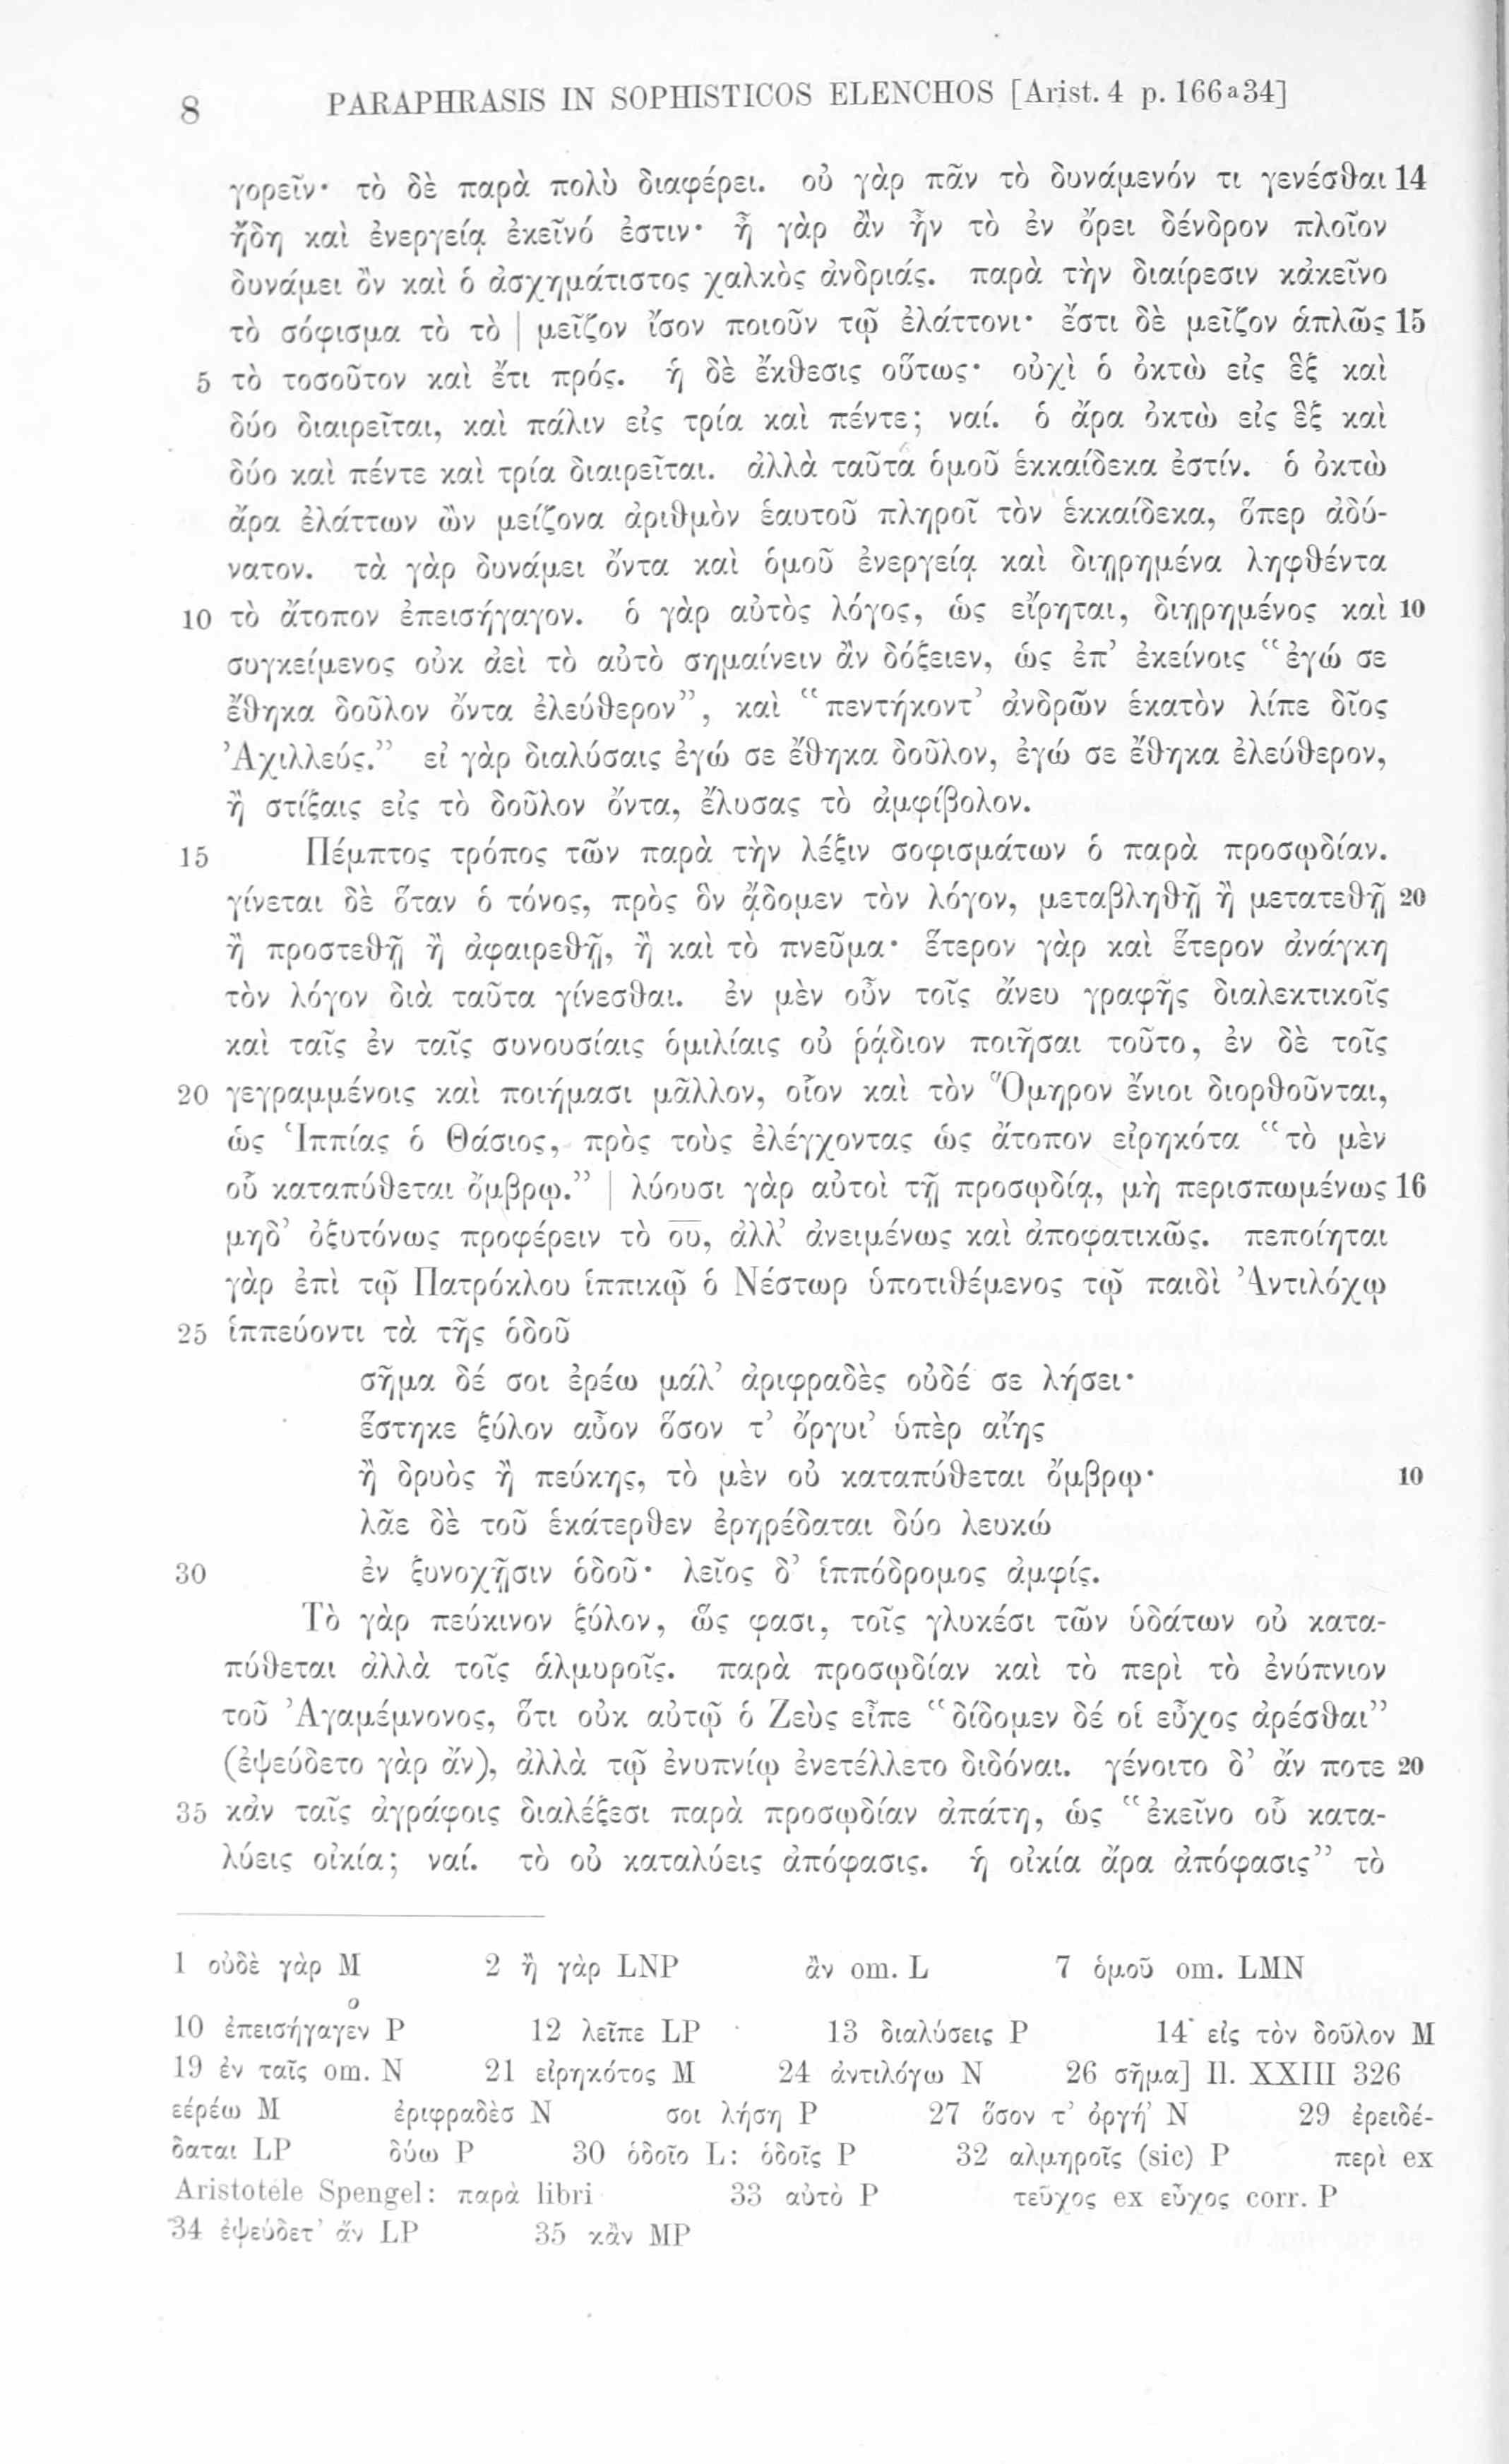 8 PARAPHRASIS IN SOPHISTICOS ELENCHOS [Arist. 4 p. 166a34]
γορεῖν· τὸ δὲ παρὰ πολὺ διαφέρει. οὐ γὰρ πᾶν τὸ δυνάμενόν τι γενέσθαι 14
ἤδη καὶ ἐνεργείᾳ ἐκεῖνό ἐστιν· ἦ γὰρ ἂν ἦν τὸ ἐν ὄρει δένδρον πλοῖον
δυνάμει ὂν καὶ ὁ ἀσχημάτιστος χαλκὸς ἀνδριάς. παρὰ τὴν διαίρεσιν κἀκεῖνο
τὸ σόφισμα τὸ τὸ | μεῖζον ἴσον ποιοῦν τῷ ἐλάττονι· ἔστι δὲ μεῖζον ἁπλῶς 15
5 τὸ τοσοῦτον καὶ ἔτι πρός. ἡ δὲ ἔκθεσις οὕτως· οὐχὶ ὁ ὀκτὼ εἰς ἓξ καὶ
δύο διαιρεῖται, καὶ πάλιν εἰς τρία καὶ πέντε; ναί. ὁ ἄρα ὀκτὼ εἰς ἓξ καὶ
δύο καὶ πέντε καὶ τρία διαιρεῖται. ἀλλὰ ταῦτα ὁμοῦ ἑκκαίδεκα ἐστίν. ὁ ὀκτὼ
ἄρα ἐλάττων ὢν μείζονα ἀριθμὸν ἑαυτοῦ πληροῖ τὸν ἑκκαίδεκα, ὅπερ ἀδύ-
νατον. τὰ γὰρ δυνάμει ὄντα καὶ ὁμοῦ ἐνεργείᾳ καὶ διῃρημένα ληφθέντα
10 τὸ ἄτοπον ἐπεισήγαγον. ὁ γὰρ αὐτὸς λόγος, ὡς εἴρηται, διῃρημένος καὶ 10
συγκείμενος οὐκ ἀεὶ τὸ αὐτὸ σημαίνειν ἂν δόξειεν, ὡς ἐπ’ ἐκείνοις “ἐγώ σε
ἔθηκα δοῦλον ὄντα ἐλεύθερον”, καὶ “πεντήκοντ’ ἀνδρῶν ἑκατὸν λίπε δῖος
Ἀχιλλεύς.” εἰ γὰρ διαλύσαις ἐγώ σε ἔθηκα δοῦλον, ἐγώ σε ἔθηκα ἐλεύθερον,
ἢ στίξαις εἰς τὸ δοῦλον ὄντα, ἔλυσας τὸ ἀμφίβολον.
15 Πέμπτος τρόπος τῶν παρὰ τὴν λέξιν σοφισμάτων ὁ παρὰ προσῳδίαν.
γίνεται δὲ ὅταν ὁ τόνος, πρὸς ὃν ᾄδομεν τὸν λόγον, μεταβληθῇ ἢ μετατεθῇ 20
ἢ προστεθῇ ἢ ἀφαιρεθῇ, ἢ καὶ τὸ πνεῦμα· ἕτερον γὰρ καὶ ἕτερον ἀνάγκη
τὸν λόγον διὰ ταῦτα γίνεσθαι. ἐν μὲν οὖν τοῖς ἄνευ γραφῆς διαλεκτικοῖς
καὶ ταῖς ἐν ταῖς συνουσίαις ὁμιλίαις οὐ ῥᾴδιον ποιῆσαι τοῦτο, ἐν δὲ τοῖς
20 γεγραμμένοις καὶ ποιήμασι μᾶλλον, οἷον καὶ τὸν Ὅμηρον ἔνιοι διορθοῦνται,
ὡς Ἱππίας ὁ Θάσιος, πρὸς τοὺς ἐλέγχοντας ὡς ἄτοπον εἰρηκότα “τὸ μὲν
οὗ καταπύθεται ὄμβρῳ.” | λύουσι γὰρ αὐτοὶ τῇ προσῳδίᾳ, μὴ περισπωμένως 16
μηδ’ ὀξυτόνως προφέρειν τὸ ου, ἀλλ’ ἀνειμένως καὶ ἀποφατικῶς. πεποίηται
γὰρ ἐπὶ τῷ Πατρόκλου ἱππικῷ ὁ Νέστωρ ὑποτιθέμενος τῷ παιδὶ Ἀντιλόχῳ
25 ἱππεύοντι τὰ τῆς ὁδοῦ
σῆμα δέ σοι ἐρέω μάλ’ ἀριφραδὲς οὐδέ σε λήσει·
ἕστηκε ξύλον αὖον ὅσον τ’ ὄργυι’ ὑπὲρ αἴης
ἢ δρυὸς ἢ πεύκης, τὸ μὲν οὐ καταπύθεται ὄμβρῳ· 10
λᾶε δὲ τοῦ ἑκάτερθεν ἐρηρέδαται δύο λευκώ
30 ἐν ξυνοχῇσιν ὁδοῦ· λεῖος δ’ ἱππόδρομος ἀμφίς.
Τὸ γὰρ πεύκινον ξύλον, ὥς φασι, τοῖς γλυκέσι τῶν ὑδάτων οὐ κατα-
πύθεται ἀλλὰ τοῖς ἁλμυροῖς. παρὰ προσῳδίαν καὶ τὸ περὶ τὸ ἐνύπνιον
τοῦ Ἀγαμέμνονος, ὅτι οὐκ αὐτῷ ὁ Ζεὺς εἶπε “δίδομεν δέ οἱ εὖχος ἀρέσθαι”
(ἐψεύδετο γὰρ ἄν), ἀλλὰ τῷ ἐνυπνίῳ ἐνετέλλετο διδόναι. γένοιτο δ’ ἄν ποτε 20
35 κἀν ταῖς ἀγράφοις διαλέξεσι παρὰ προσῳδίαν ἀπάτη, ὡς “ἐκεῖνο οὗ κατα-
λύεις οἰκία; ναί. τὸ οὐ καταλύεις ἀπόφασις. ἡ οἰκία ἄρα ἀπόφασις” τὸ
1 οὐδὲ γὰρ M 2 ἢ γὰρ LNP ἂν om. L 7 ὁμοῦ om. LMN
ο
10 ἐπεισήγαγεν P 12 λεῖπε LP 13 διαλύσεις P 14 εἰς τὸν δοῦλον M
19 ἐν ταῖς om. N 21 εἰρηκότος M 24 ἀντιλόγω N 26 σῆμα] Il. XXIII 326
εέρέω M ἐριφραδὲσ N σοι λήση P 27 ὅσον τ’ ὀργή’ N 29 ἐρειδέ-
δαται LP δύω P 30 ὁδοῖο L: ὁδοῖς P 32 αλμηροῖς (sic) P περὶ ex
Aristotele Spengel: παρὰ libri 33 αὐτὸ P τεῦχος ex εὖχος corr. P
34 ἐψεύδετ’ ἄν LP 35 κἂν MP